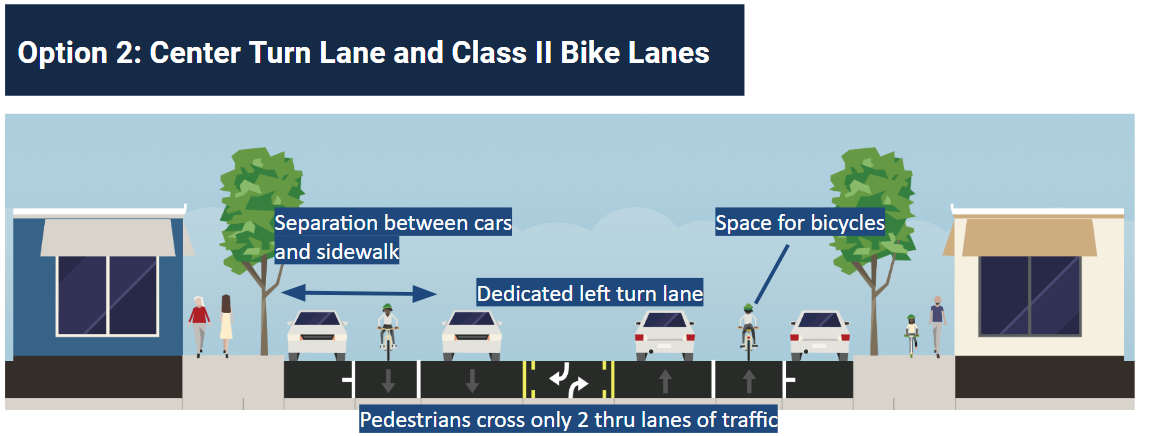 Option 2: Center Turn Lane and Class II Bike Lanes
Separation between cars
and sidewalk
Space for bicycles
Dedicated left turn lane
Pedestrians cross only 2 thru lanes of traffic